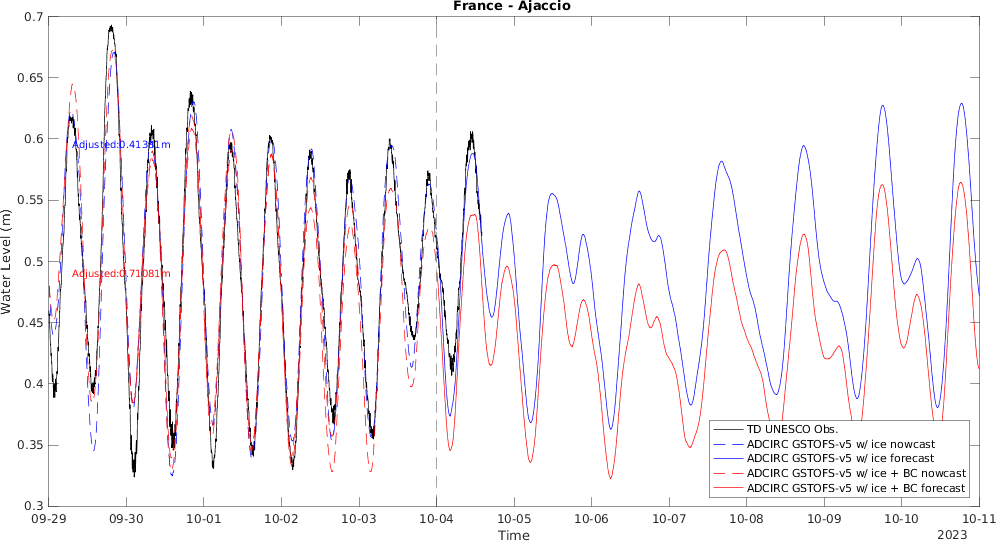 France - Ajaccio
Water Level (m)
0.7
0.65
0.6
0.55
0.5
0.45
0.4
0.35
0.3
Adjusted:0.41381m
Adjusted:0.71081m
TD UNESCO Obs.
ADCIRC GSTOFS-v5 w/ ice nowcast
ADCIRC GSTOFS-v5 w/ ice forecast
ADCIRC GSTOFS-v5 w/ ice + BC nowcast
ADCIRC GSTOFS-v5 w/ ice + BC forecast
09-29 09-30 10-01 10-02 10-03 10-04 10-05 10-06 10-07 10-08 10-09 10-10 10-11
Time
2023